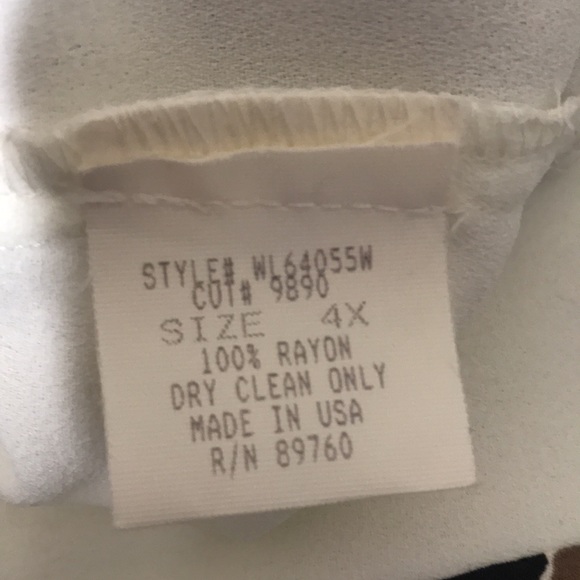 STYLE# WL64055W
CUT# 9890
SIZE 4X
100% RAYON
DRY CLEAN ONLY
MADE IN USA
R/N 89760